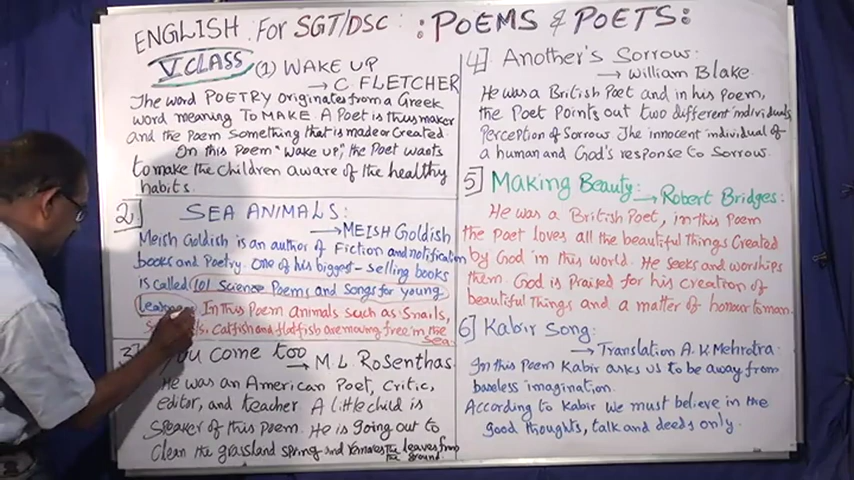 ENGLISH For SGT/DSC: :POEMS & POETS:
V CLASS (1) WAKE UP
→ C. FLETCHER
The word POETRY originates from a Greek
word meaning TO MAKE A Poet is thus maker
and the Poem something that is made or created.
In this Poem "Wake up", the Poet wants
to make the children aware of the healthy
habits.
2] SEA ANIMALS:
→ MEISH Goldish
Meish Goldish is an author of Fiction and notification
books and Poetry. One of his biggest-selling books
is called (101 Science Poems and Songs for young
In this Poem animals such as Snails,
Catfish and flatfish are moving free in the
Sea.
3] You come too
→ M.L. Rosenthas.
He was an American Poet, Critic,
editor, and teacher. A little child is
Speaker of this Poem. He is going out to
Clean the grassland spring and removes the leaves from
the ground.
4] Another's Sorrow:
→ William Blake
He was a British Poet and in his Poem,
the Poet points out two different individuals
Perception of Sorrow. The innocent individual of
a human and God's response to Sorrow.
5] Making Beauty: → Robert Bridges:
He was a British Poet, in this Poem
the Poet loves all the beautiful Things Created
by God in this world. He seeks and worships
them. God is Praised for his creation of
beautiful Things and a matter of honour to man.
6] Kabir Song:
→ Translation A.K. Mehrotra:
In this Poem Kabir asks us to be away from
baseless imagination.
According to Kabir we must believe in the
good thoughts, talk and deeds only.